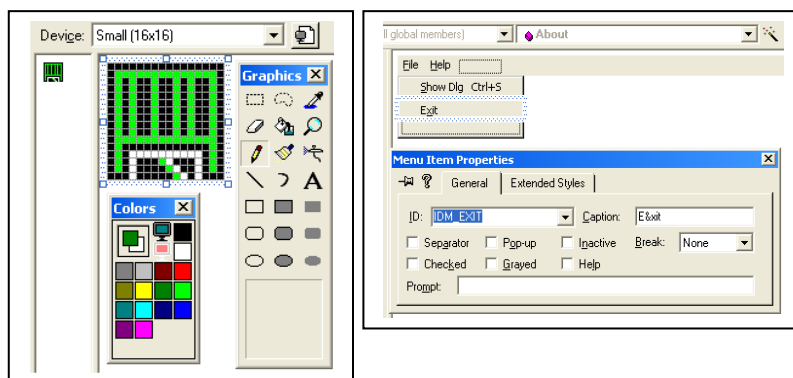 Device: Small (16x16)
Graphics
A
Colors
ll global members)
About
File Help
Show Dlg Ctrl+S
Exit
Menu Item Properties
General Extended Styles
ID: IDM_EXIT Caption: E&xit
Separator Pop-up Inactive Break: None
Checked Grayed Help
Prompt: